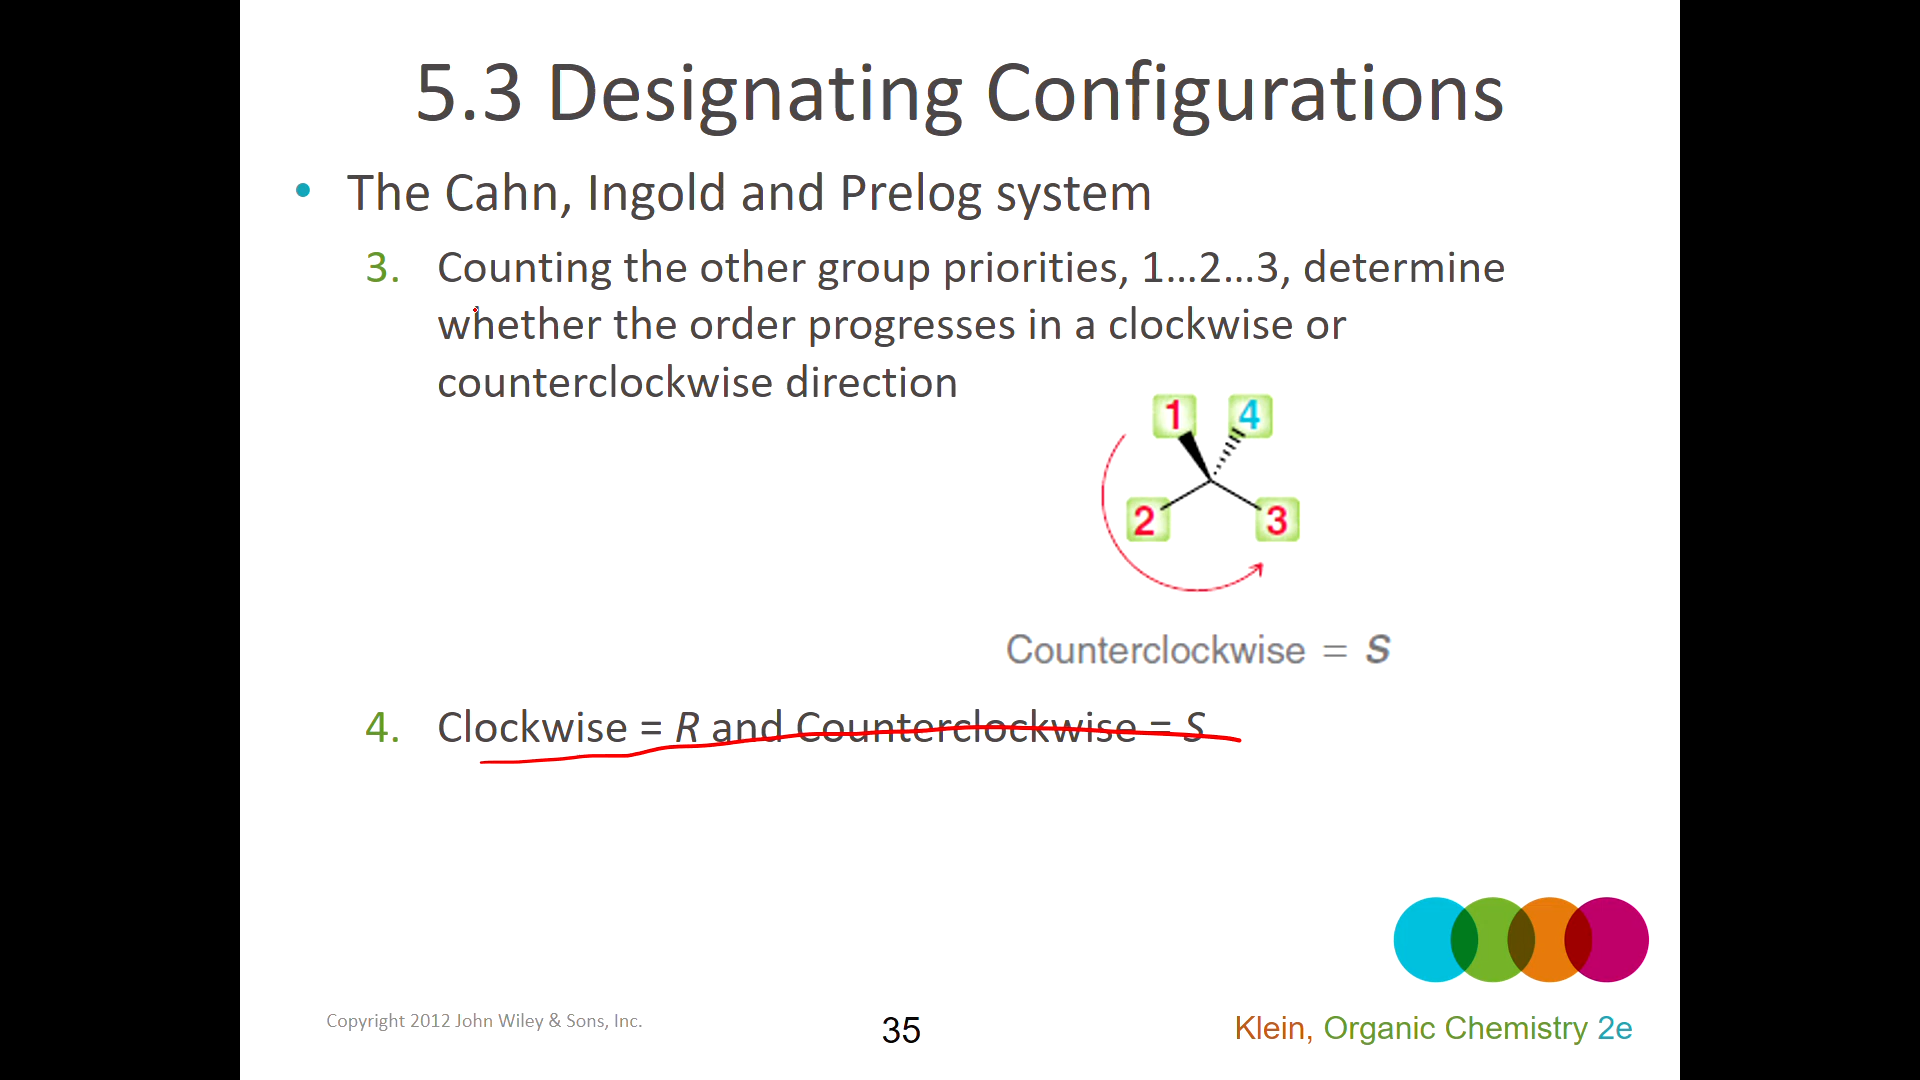 5.3 Designating Configurations
• The Cahn, Ingold and Prelog system
3. Counting the other group priorities, 1…2…3, determine
whether the order progresses in a clockwise or
counterclockwise direction
1 4
2 3
Counterclockwise = S
4. Clockwise = R and Counterclockwise = S
Copyright 2012 John Wiley & Sons, Inc.
35
Klein, Organic Chemistry 2e